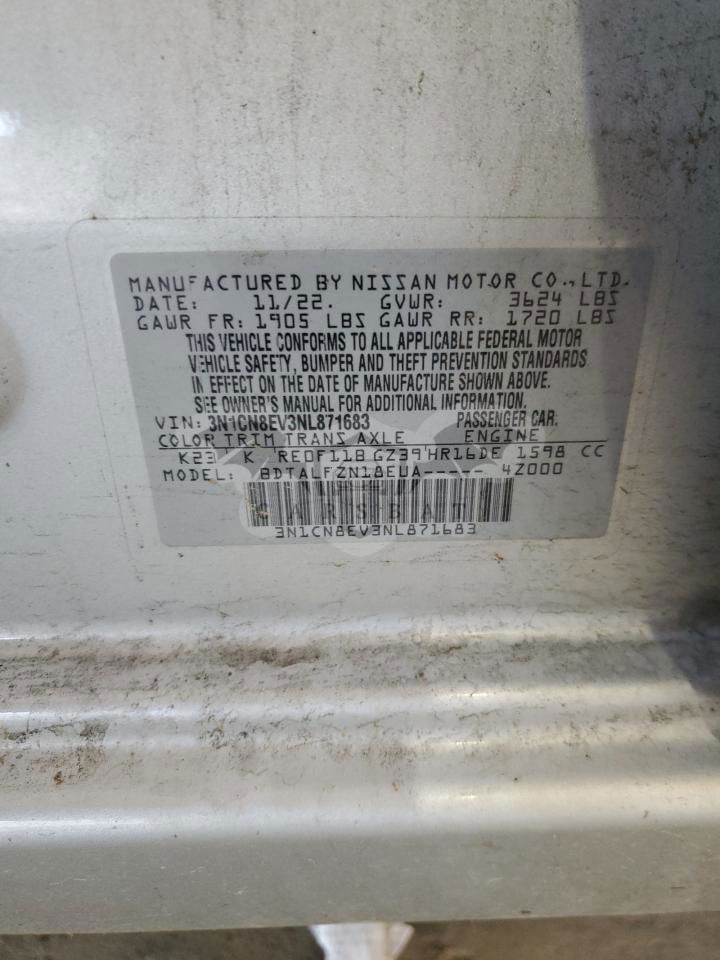 MANUFACTURED BY NISSAN MOTOR CO., LTD.
DATE: 11/22. GVWR: 3624 LBS
GAWR FR: 1905 LBS GAWR RR: 1720 LBS
THIS VEHICLE CONFORMS TO ALL APPLICABLE FEDERAL MOTOR
VEHICLE SAFETY, BUMPER AND THEFT PREVENTION STANDARDS
IN EFFECT ON THE DATE OF MANUFACTURE SHOWN ABOVE.
SEE OWNER'S MANUAL FOR ADDITIONAL INFORMATION.
VIN: 3N1CN8EV3NL871683 PASSENGER CAR.
COLOR TRIM TRANS AXLE ENGINE
K23 K RE0F11B GZ39 HR16DE 1598 CC
MODEL: BDTALFZN18EUA----- 4Z000
CARSBAT
3N1CN8EV3NL871683